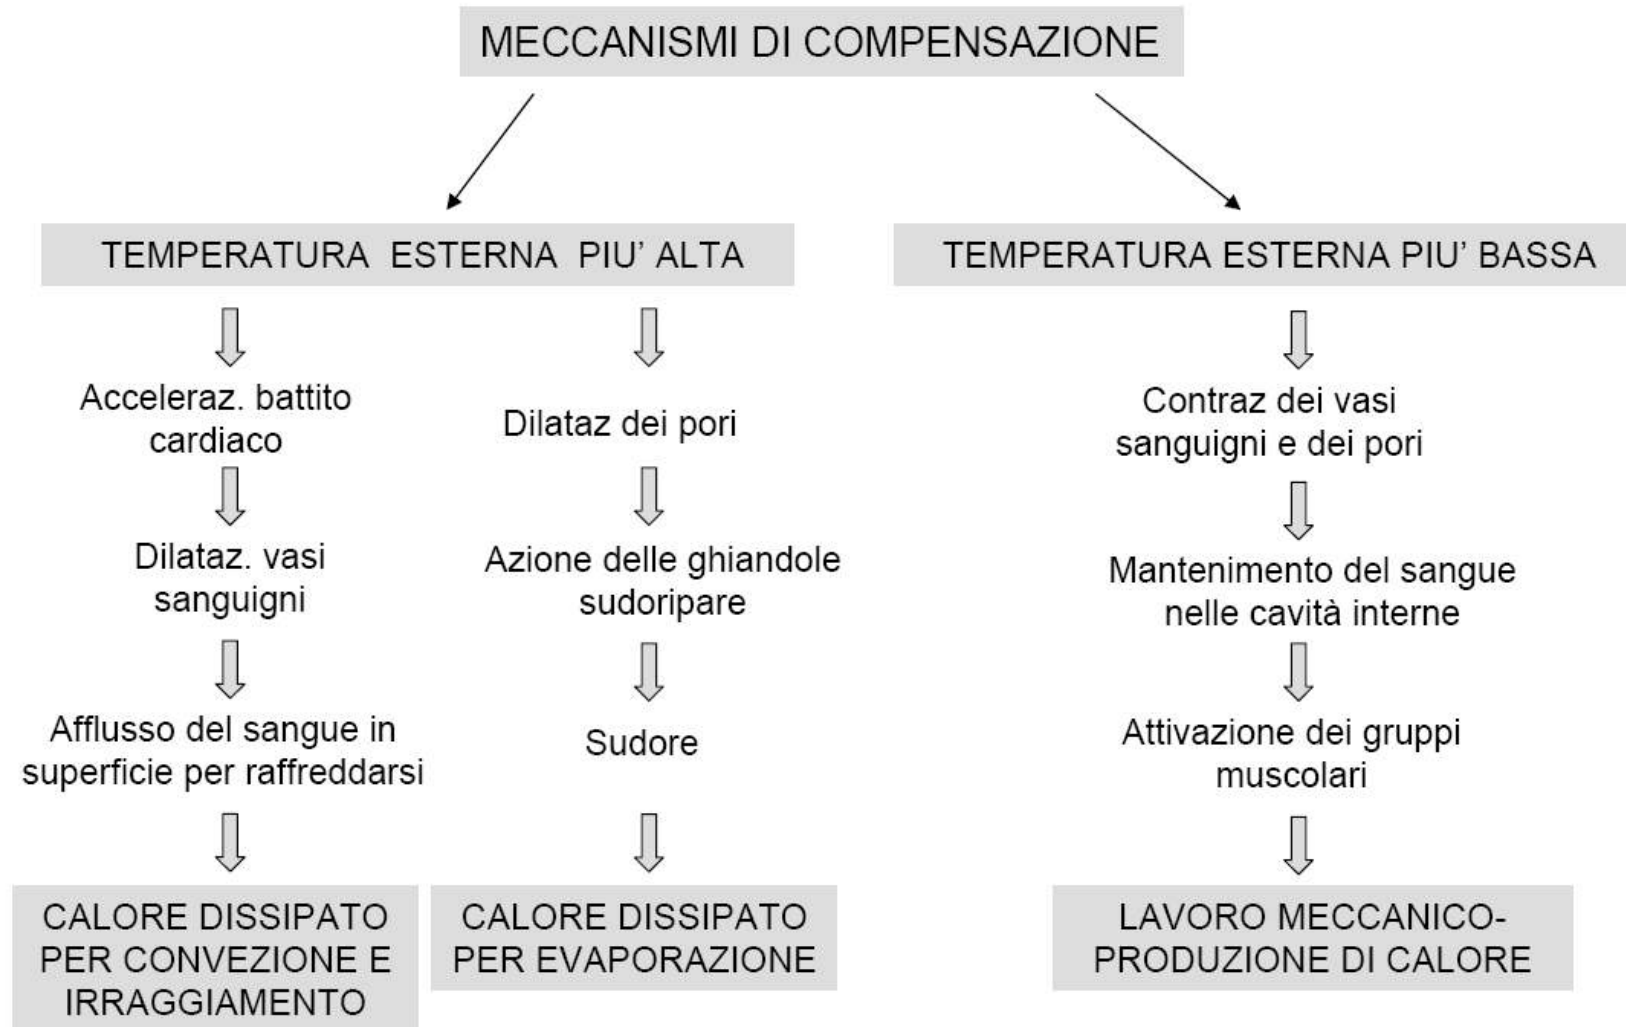 MECCANISMI DI COMPENSAZIONE
TEMPERATURA ESTERNA PIU' ALTA
Acceleraz. battito
cardiaco
Dilataz. vasi
sanguigni
Afflusso del sangue in
superficie per raffreddarsi
CALORE DISSIPATO
PER CONVEZIONE E
IRRAGGIAMENTO
Dilataz dei pori
Azione delle ghiandole
sudoripare
Sudore
CALORE DISSIPATO
PER EVAPORAZIONE
TEMPERATURA ESTERNA PIU' BASSA
Contraz dei vasi
sanguigni e dei pori
Mantenimento del sangue
nelle cavità interne
Attivazione dei gruppi
muscolari
LAVORO MECCANICO-
PRODUZIONE DI CALORE